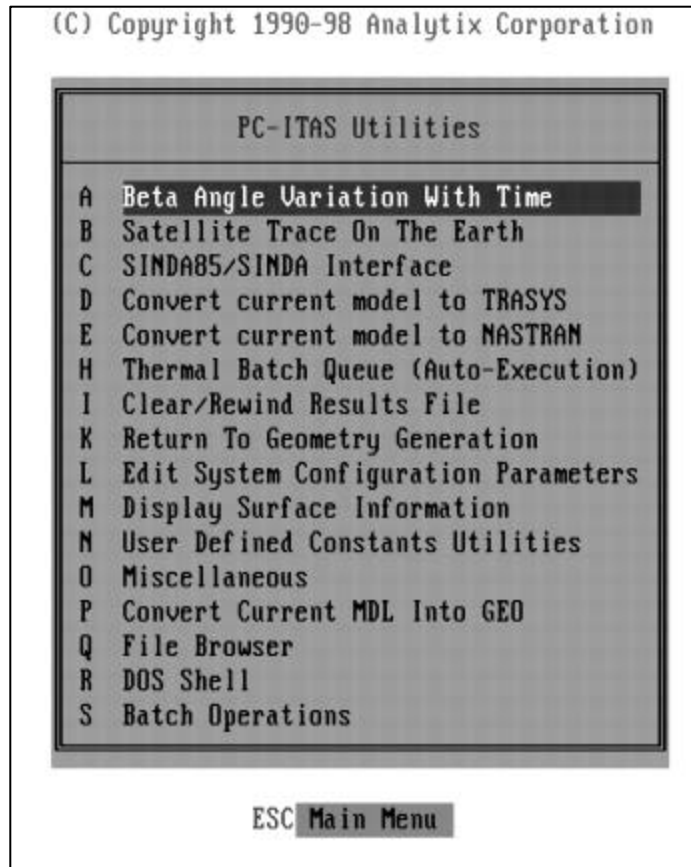 (C) Copyright 1990-98 Analytix Corporation
PC-ITAS Utilities
A Beta Angle Variation With Time
B Satellite Trace On The Earth
C SINDA85/SINDA Interface
D Convert current model to TRASYS
E Convert current model to NASTRAN
H Thermal Batch Queue (Auto-Execution)
I Clear/Rewind Results File
K Return To Geometry Generation
L Edit System Configuration Parameters
M Display Surface Information
N User Defined Constants Utilities
O Miscellaneous
P Convert Current MDL Into GEO
Q File Browser
R DOS Shell
S Batch Operations
ESC Main Menu